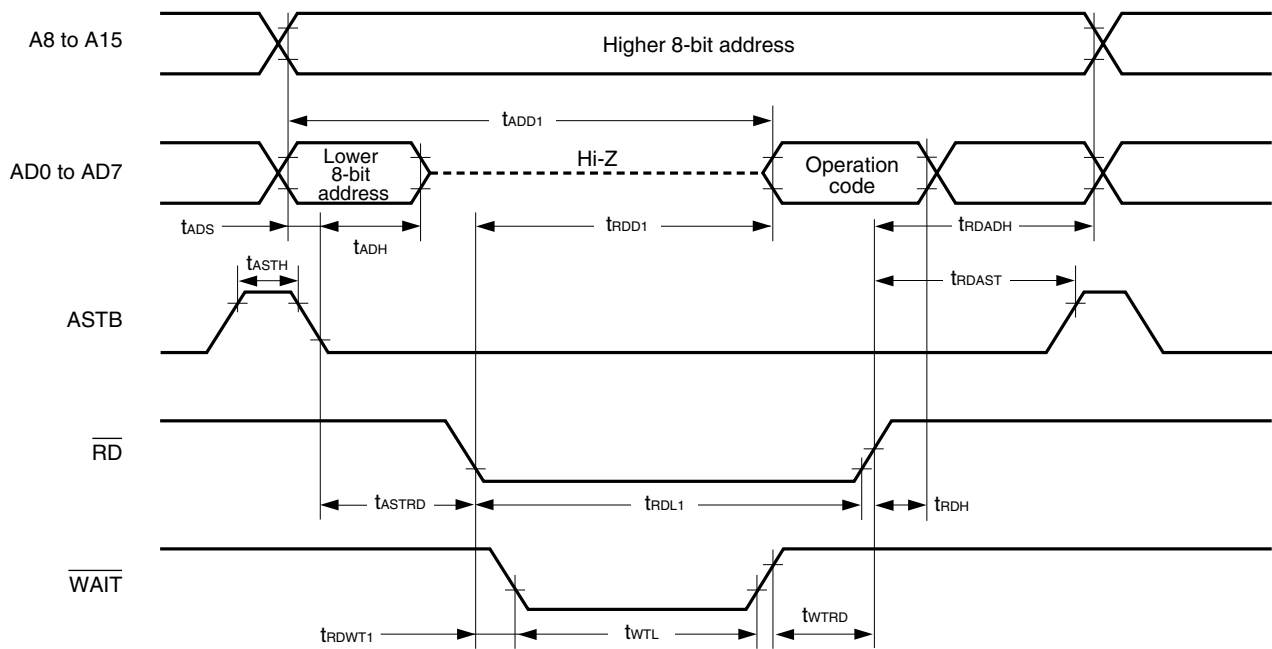 A8 to A15
Higher 8-bit address
tADD1
AD0 to AD7
Lower
8-bit
address
Hi-Z
Operation
code
tADS
tADH
tRDD1
tRDADH
tASTH
tRDAST
ASTB
RD
tASTRD
tRDL1
tRDH
WAIT
tRDWT1
tWTL
tWTRD